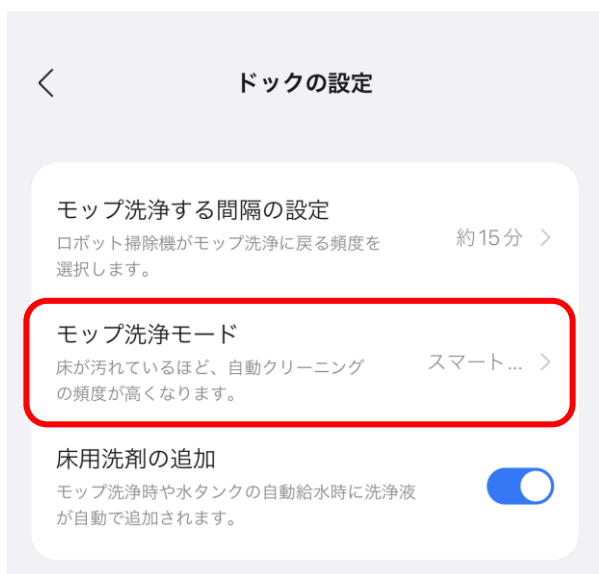 ドックの設定
モップ洗浄する間隔の設定
ロボット掃除機がモップ洗浄に戻る頻度を
選択します。
約15分
モップ洗浄モード
床が汚れているほど、自動クリーニング
の頻度が高くなります。
スマート...
床用洗剤の追加
モップ洗浄時や水タンクの自動給水時に洗浄液
が自動で追加されます。